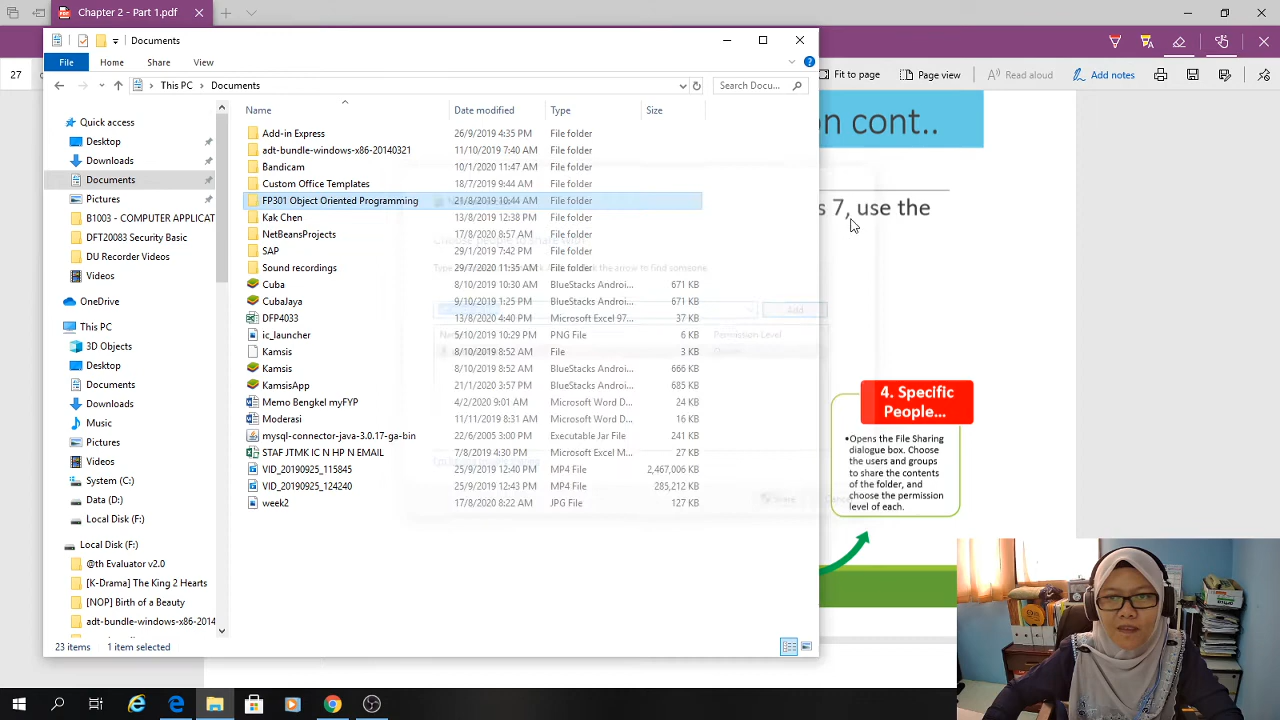 Chapter 2 - Part 1.pdf
Documents
27
File
Home
Share
View
This PC
Documents
Search Docu...
Fit to page
Page view
Read aloud
Add notes
Name
Date modified
Type
Size
Quick access
Desktop
Downloads
Documents
Pictures
B1003 - COMPUTER APPLICAT
DFT20083 Security Basic
DU Recorder Videos
Videos
OneDrive
This PC
3D Objects
Desktop
Documents
Downloads
Music
Pictures
Videos
System (C:)
Data (D:)
Local Disk (F:)
Local Disk (F:)
@th Evaluator v2.0
[K-Drama] The King 2 Hearts
[NOP] Birth of a Beauty
adt-bundle-windows-x86-2014
Add-in Express 26/9/2019 4:35 PM File folder
adt-bundle-windows-x86-20140321 11/10/2019 7:40 AM File folder
Bandicam 10/1/2020 11:47 AM File folder
Custom Office Templates 18/7/2019 9:44 AM File folder
FP301 Object Oriented Programming 21/8/2019 10:44 AM File folder
Kak Chen 13/8/2019 12:38 PM File folder
NetBeansProjects 17/8/2020 8:57 AM File folder
SAP 29/1/2019 7:42 PM File folder
Sound recordings 29/7/2020 11:35 AM File folder
Cuba 8/10/2019 10:30 AM BlueStacks Androi... 671 KB
CubaJaya 9/10/2019 1:25 PM BlueStacks Androi... 671 KB
DFP4033 13/8/2020 4:40 PM Microsoft Excel 97... 37 KB
ic_launcher 5/10/2019 10:29 PM PNG File 6 KB
Kamsis 8/10/2019 8:52 AM File 3 KB
Kamsis 8/10/2019 8:52 AM BlueStacks Androi... 666 KB
KamsisApp 21/1/2020 3:57 PM BlueStacks Androi... 685 KB
Memo Bengkel myFYP 4/2/2020 9:01 AM Microsoft Word D... 24 KB
Moderasi 11/11/2019 8:31 AM Microsoft Word D... 16 KB
mysql-connector-java-3.0.17-ga-bin 22/6/2005 3:00 PM Executable Jar File 241 KB
STAF JTMK IC N HP N EMAIL 7/8/2019 4:30 PM Microsoft Excel M... 27 KB
VID_20190925_115845 25/9/2019 12:40 PM MP4 File 2,467,006 KB
VID_20190925_124240 25/9/2019 12:43 PM MP4 File 285,212 KB
week2 17/8/2020 8:22 AM JPG File 127 KB
Add
Permission Level
23 items 1 item selected
n cont..
s 7, use the
4. Specific
People...
•Opens the File Sharing
dialogue box. Choose
the users and groups
to share the contents
of the folder, and
choose the permission
level of each.